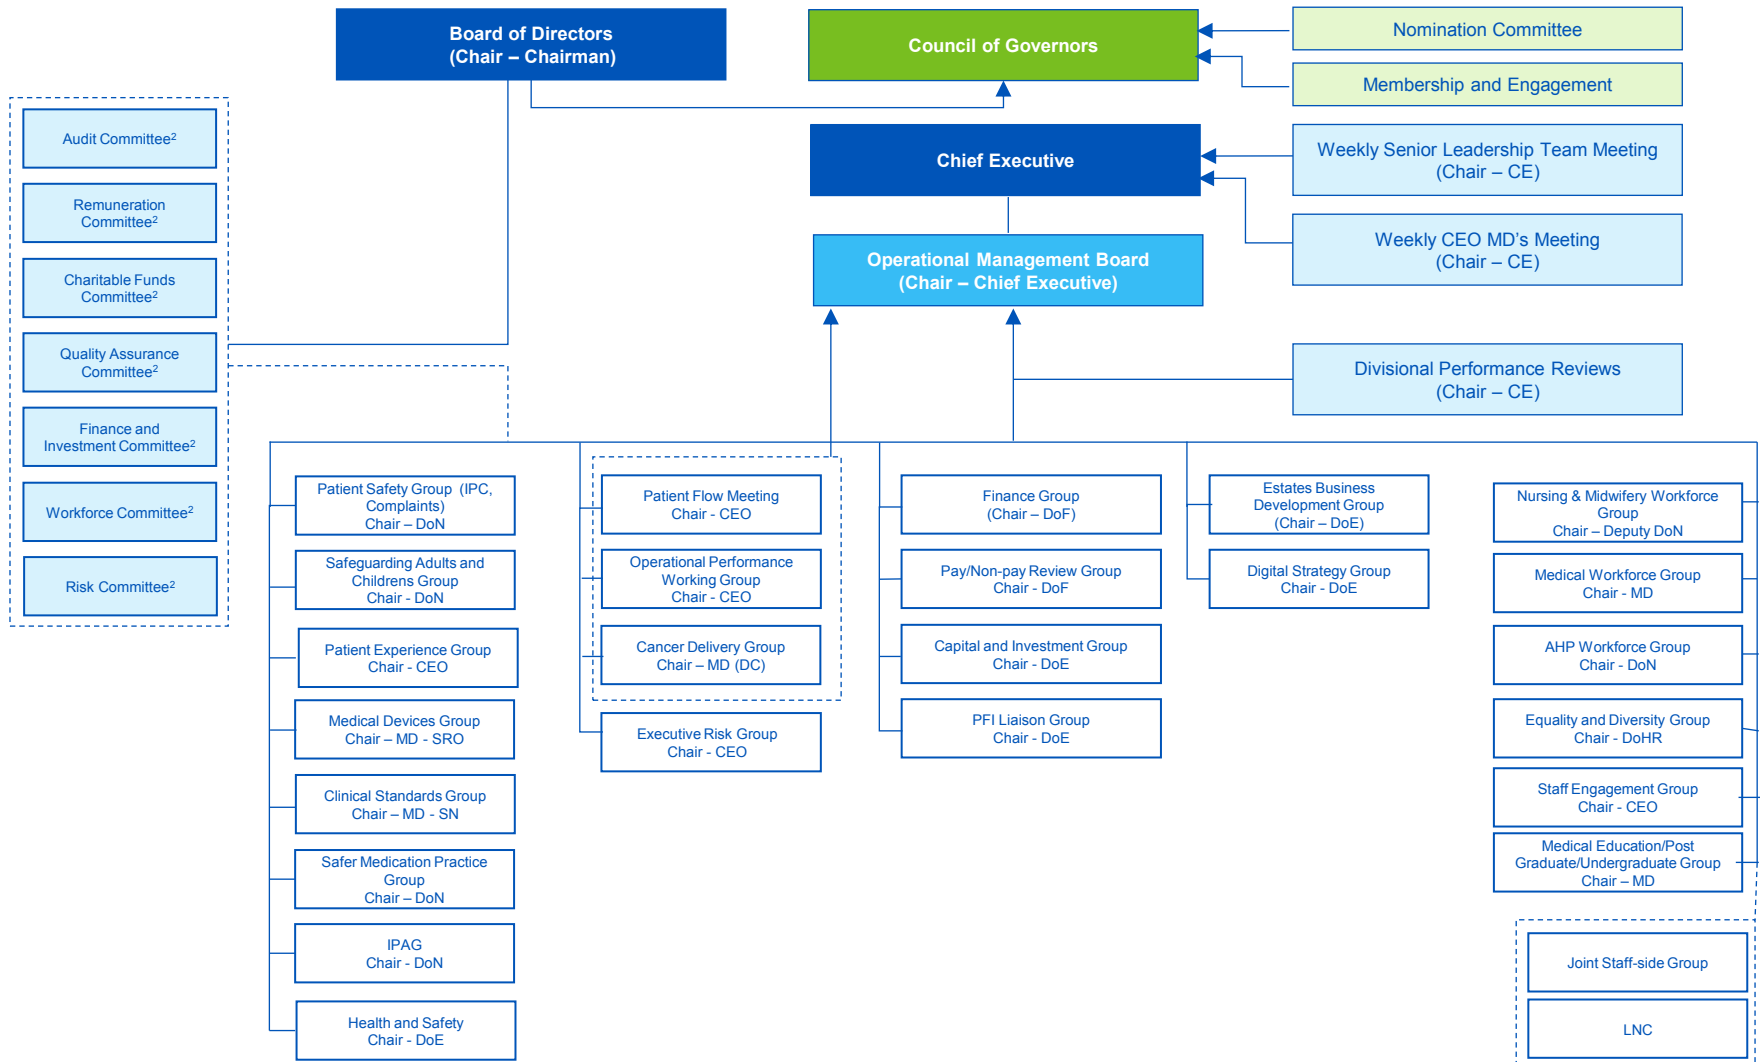 Board of Directors
(Chair – Chairman)
Council of Governors
Nomination Committee
Membership and Engagement
Chief Executive
Weekly Senior Leadership Team Meeting
(Chair – CE)
Weekly CEO MD's Meeting
(Chair – CE)
Operational Management Board
(Chair – Chief Executive)
Divisional Performance Reviews
(Chair – CE)
Audit Committee²
Remuneration
Committee²
Charitable Funds
Committee²
Quality Assurance
Committee²
Finance and
Investment Committee²
Workforce Committee²
Risk Committee²
Patient Safety Group (IPC,
Complaints)
Chair – DoN
Safeguarding Adults and
Childrens Group
Chair - DoN
Patient Experience Group
Chair - CEO
Medical Devices Group
Chair – MD - SRO
Clinical Standards Group
Chair – MD - SN
Safer Medication Practice
Group
Chair – DoN
IPAG
Chair - DoN
Health and Safety
Chair - DoE
Patient Flow Meeting
Chair - CEO
Operational Performance
Working Group
Chair - CEO
Cancer Delivery Group
Chair – MD (DC)
Executive Risk Group
Chair - CEO
Finance Group
(Chair – DoF)
Pay/Non-pay Review Group
Chair - DoF
Capital and Investment Group
Chair - DoE
PFI Liaison Group
Chair - DoE
Estates Business
Development Group
(Chair – DoE)
Digital Strategy Group
Chair - DoE
Nursing & Midwifery Workforce
Group
Chair – Deputy DoN
Medical Workforce Group
Chair - MD
AHP Workforce Group
Chair - DoN
Equality and Diversity Group
Chair - DoHR
Staff Engagement Group
Chair - CEO
Medical Education/Post
Graduate/Undergraduate Group
Chair – MD
Joint Staff-side Group
LNC